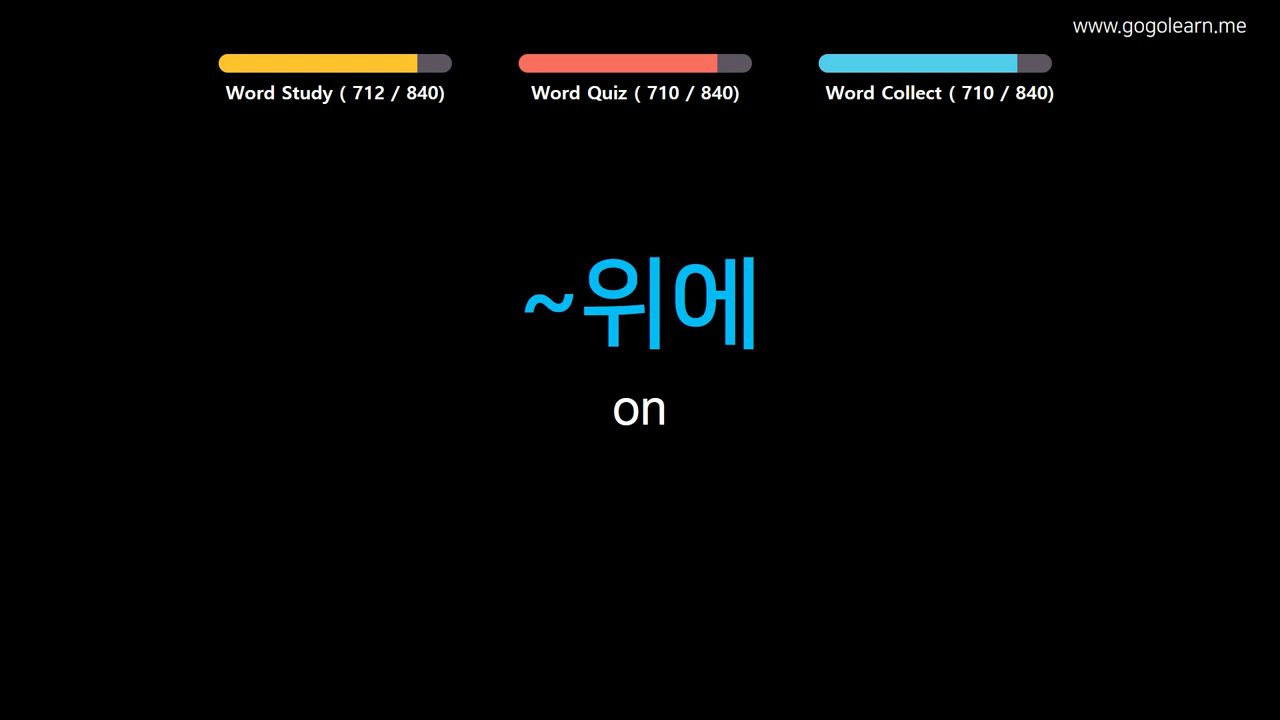 www.gogolearn.me
Word Study ( 712 / 840)
Word Quiz ( 710 / 840)
Word Collect ( 710 / 840)
~위에
on